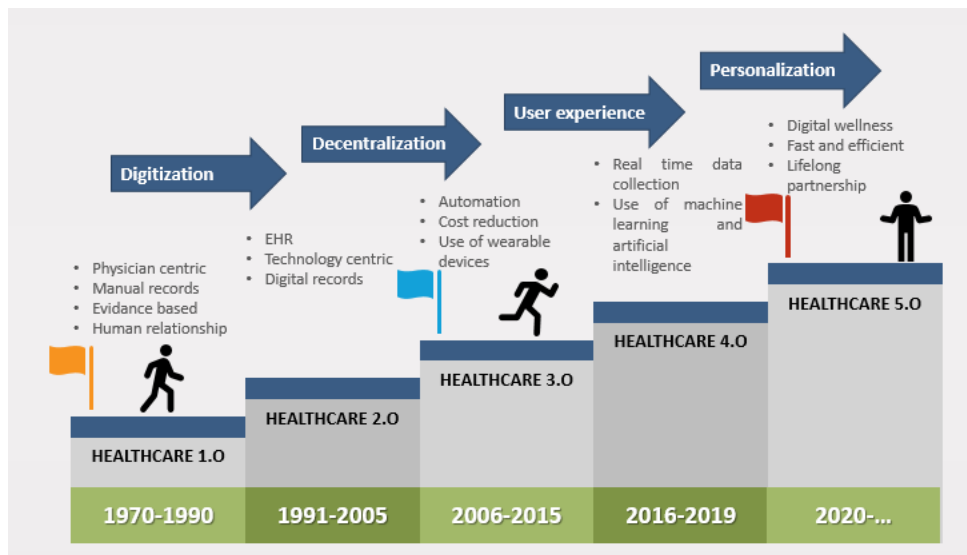 Personalization
User experience
Decentralization
Digitization
• Digital wellness
• Fast and efficient
• Lifelong
partnership
• Real time data
collection
• Use of machine
learning and
artificial
intelligence
• Automation
• Cost reduction
• Use of wearable
devices
• EHR
• Technology centric
• Digital records
• Physician centric
• Manual records
• Evidance based
• Human relationship
HEALTHCARE 1.O
HEALTHCARE 2.O
HEALTHCARE 3.O
HEALTHCARE 4.O
HEALTHCARE 5.O
1970-1990
1991-2005
2006-2015
2016-2019
2020-...